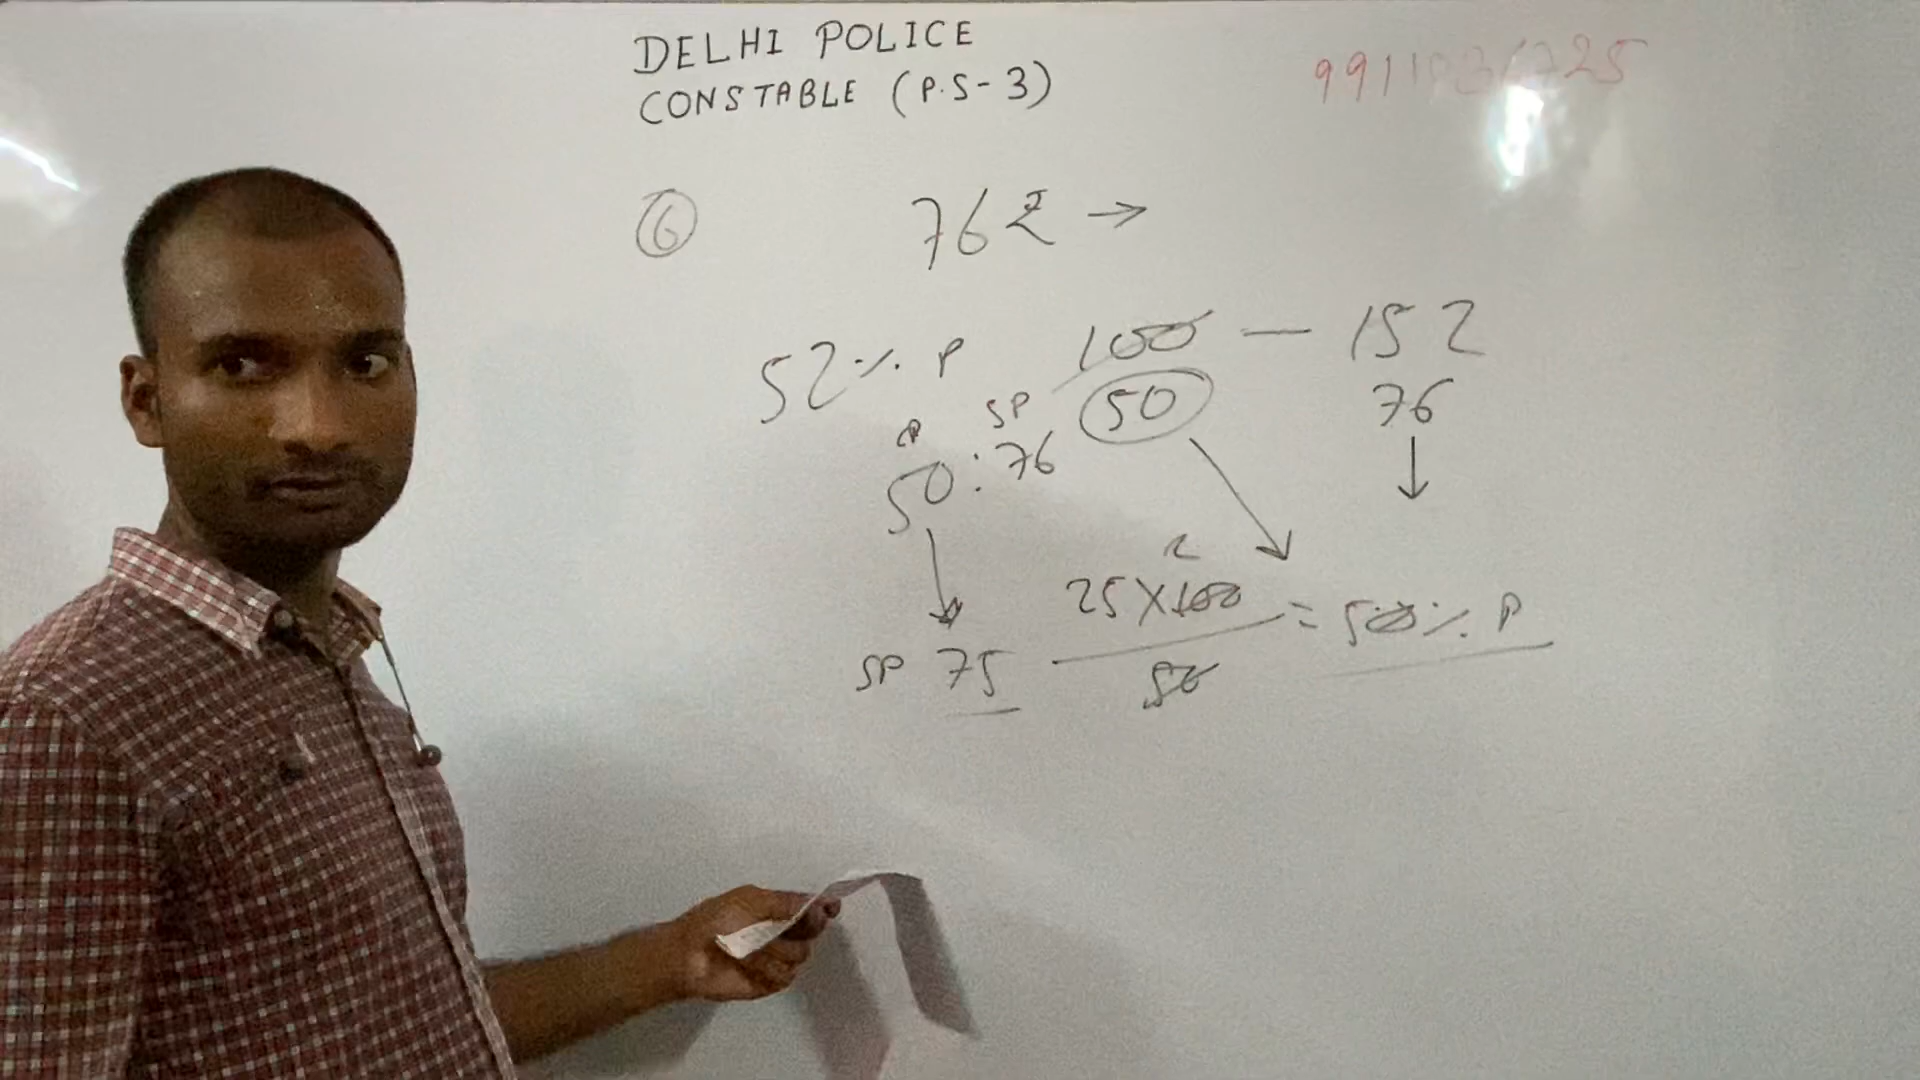 DELHI POLICE
CONSTABLE (P.S-3)
6
76₹ →
52% P
100 — 152
50
76
CP SP
50:76
2
25×100
50
= 50% P
SP 75